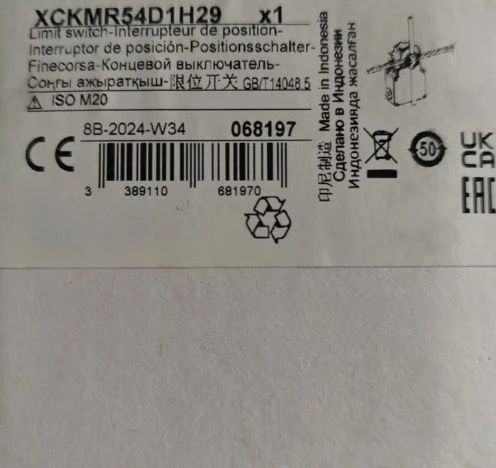 XCKMR54D1H29 x1
Limit switch-Interrupteur de position-
Interruptor de posición-Positionsschalter-
Finecorsa-Концевой выключатель-
Соңғы ажыратқыш-限位开关 GB/T14048.5
ISO M20
8B-2024-W34 068197
CE
3 389110 681970
印尼制造 Made in Indonesia
Сделано в Индонезии
Индонезияда жасалған
50
UK
CA
EAC